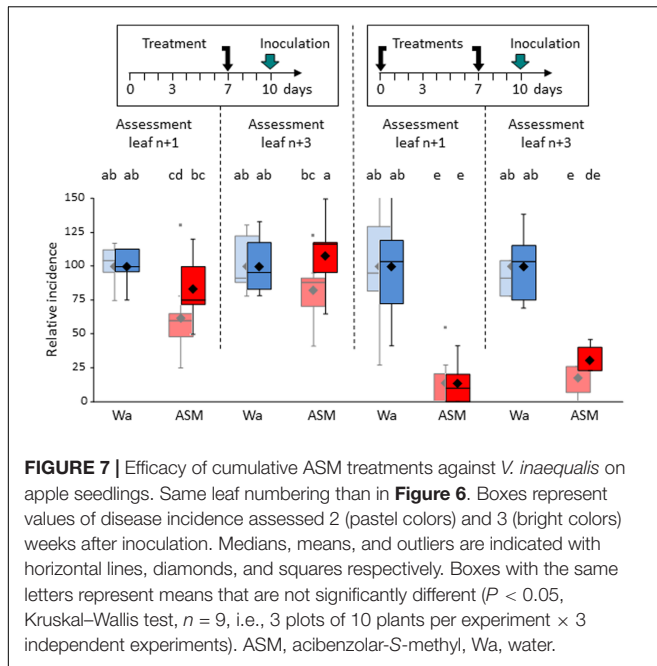 Treatment Inoculation Treatments Inoculation
0 3 7 10 days 0 3 7 10 days
Assessment leaf n+1 Assessment leaf n+3 Assessment leaf n+1 Assessment leaf n+3
ab ab cd bc ab ab bc a ab ab e e ab ab e de
Relative incidence
150
125
100
75
50
25
0
Wa ASM Wa ASM Wa ASM Wa ASM
FIGURE 7 | Efficacy of cumulative ASM treatments against V. inaequalis on
apple seedlings. Same leaf numbering than in Figure 6. Boxes represent
values of disease incidence assessed 2 (pastel colors) and 3 (bright colors)
weeks after inoculation. Medians, means, and outliers are indicated with
horizontal lines, diamonds, and squares respectively. Boxes with the same
letters represent means that are not significantly different (P < 0.05,
Kruskal–Wallis test, n = 9, i.e., 3 plots of 10 plants per experiment × 3
independent experiments). ASM, acibenzolar-S-methyl, Wa, water.